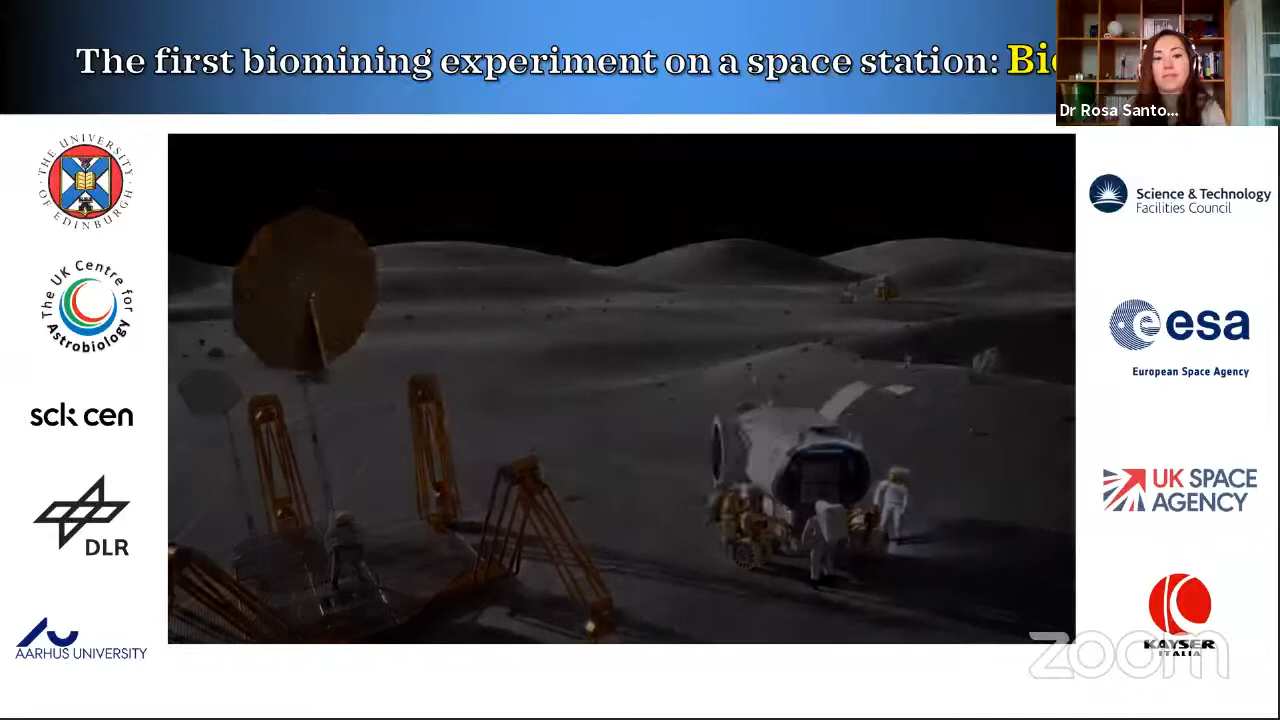 The first biomining experiment on a space station: Bio
Dr Rosa Santo...
THE UNIVERSITY OF EDINBURGH
Science & Technology
Facilities Council
The UK Centre for Astrobiology
esa
European Space Agency
sck cen
UK SPACE
AGENCY
DLR
AARHUS UNIVERSITY
KAYSER
ITALIA
zoom